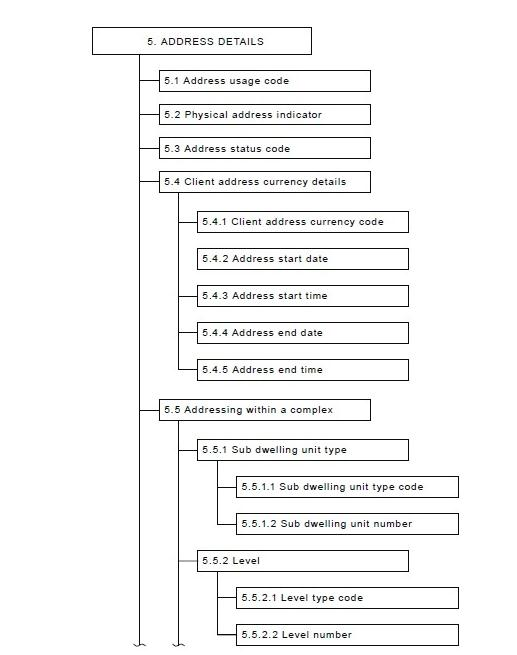 5. ADDRESS DETAILS
5.1 Address usage code
5.2 Physical address indicator
5.3 Address status code
5.4 Client address currency details
5.4.1 Client address currency code
5.4.2 Address start date
5.4.3 Address start time
5.4.4 Address end date
5.4.5 Address end time
5.5 Addressing within a complex
5.5.1 Sub dwelling unit type
5.5.1.1 Sub dwelling unit type code
5.5.1.2 Sub dwelling unit number
5.5.2 Level
5.5.2.1 Level type code
5.5.2.2 Level number